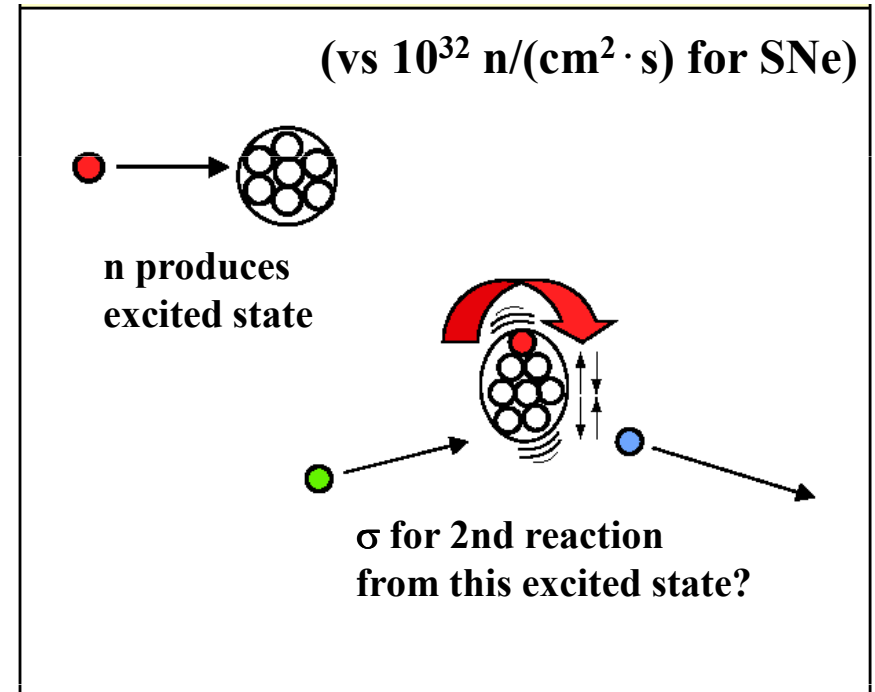 (vs 10³² n/(cm² · s) for SNe)
n produces
excited state
σ for 2nd reaction
from this excited state?